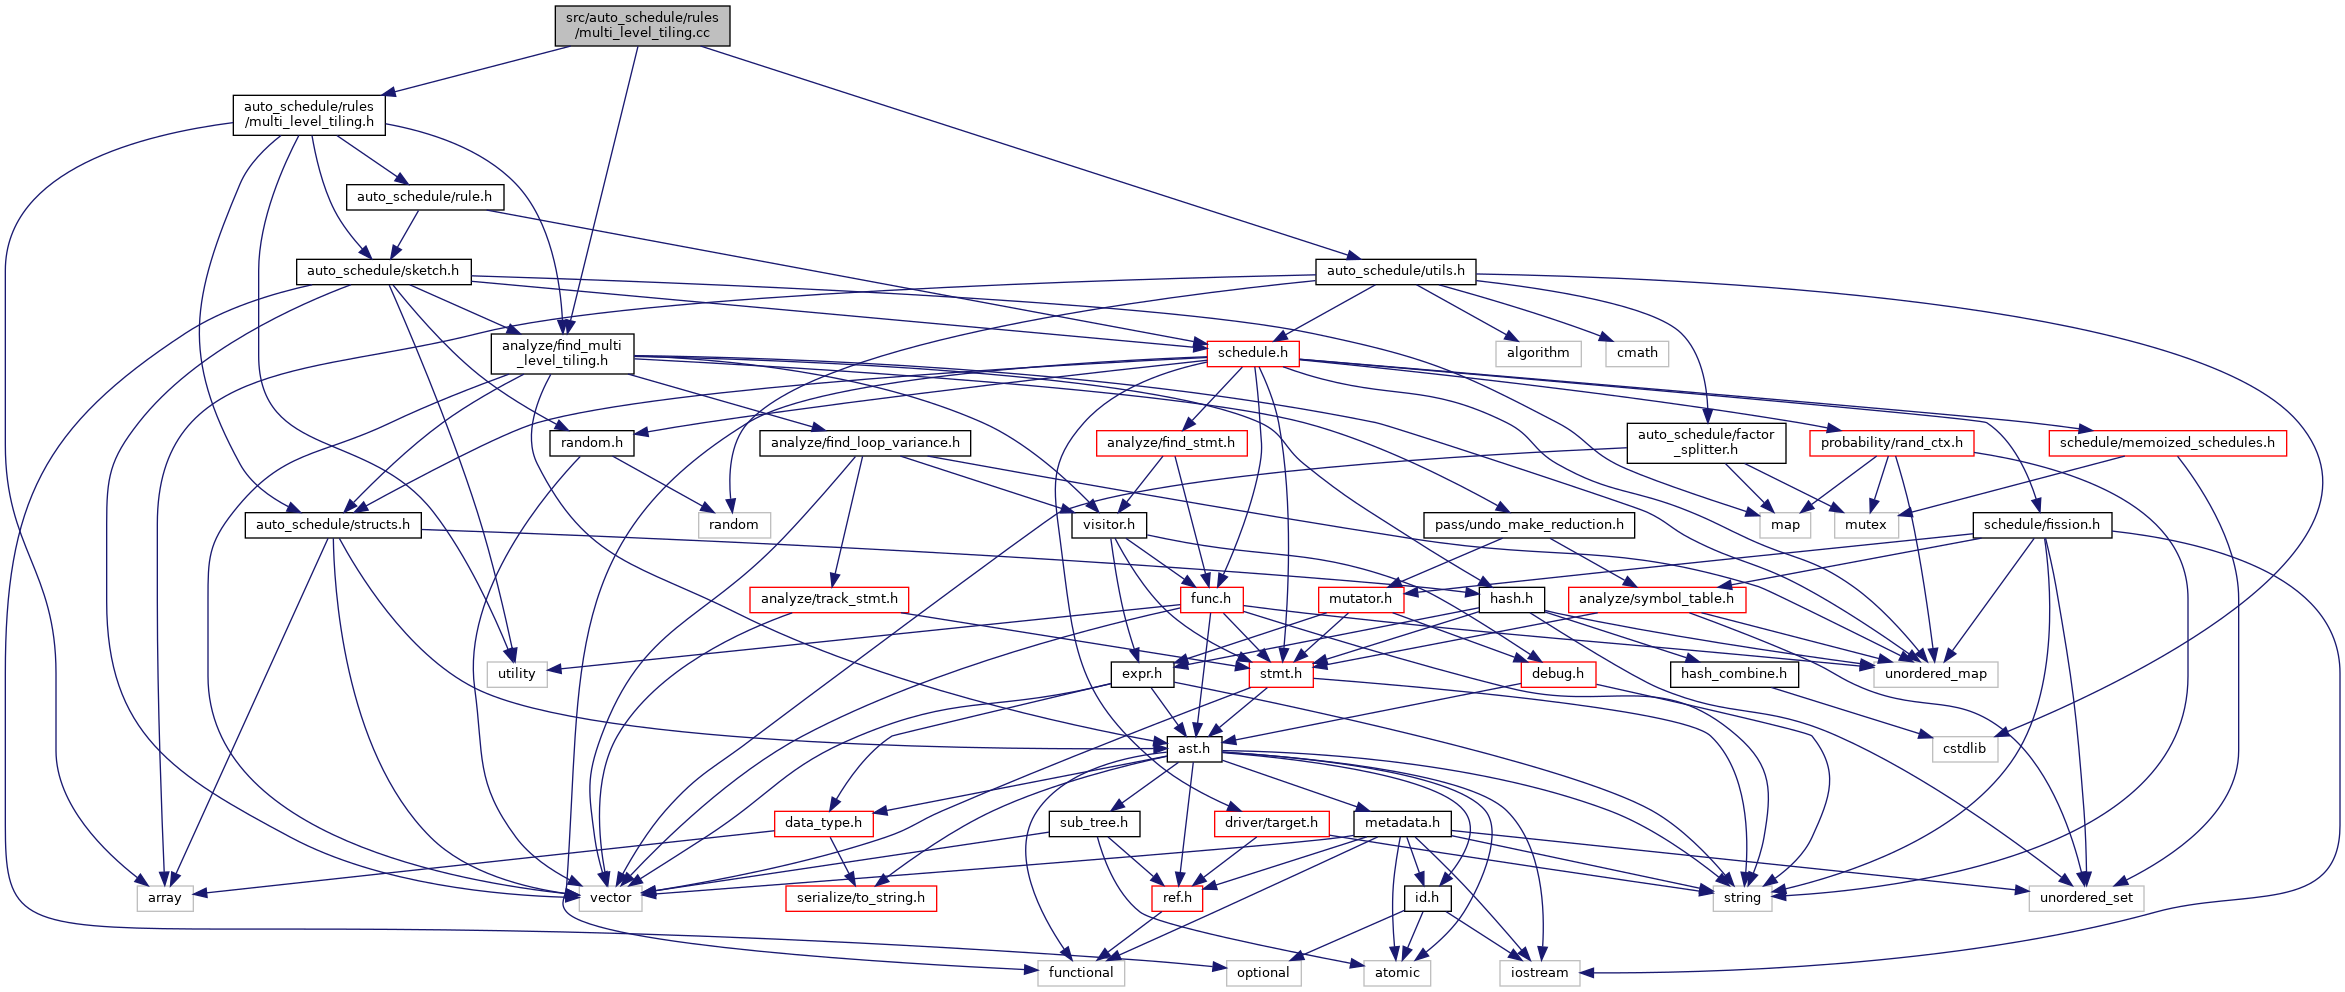 src/auto_schedule/rules
/multi_level_tiling.cc
auto_schedule/rules
/multi_level_tiling.h
auto_schedule/rule.h
auto_schedule/sketch.h
auto_schedule/utils.h
analyze/find_multi
_level_tiling.h
schedule.h
algorithm
cmath
random.h
analyze/find_loop_variance.h
analyze/find_stmt.h
auto_schedule/factor
_splitter.h
probability/rand_ctx.h
schedule/memoized_schedules.h
auto_schedule/structs.h
random
visitor.h
pass/undo_make_reduction.h
map
mutex
schedule/fission.h
analyze/track_stmt.h
func.h
mutator.h
hash.h
analyze/symbol_table.h
utility
expr.h
stmt.h
debug.h
hash_combine.h
unordered_map
ast.h
cstdlib
data_type.h
sub_tree.h
driver/target.h
metadata.h
array
vector
serialize/to_string.h
ref.h
id.h
string
unordered_set
functional
optional
atomic
iostream